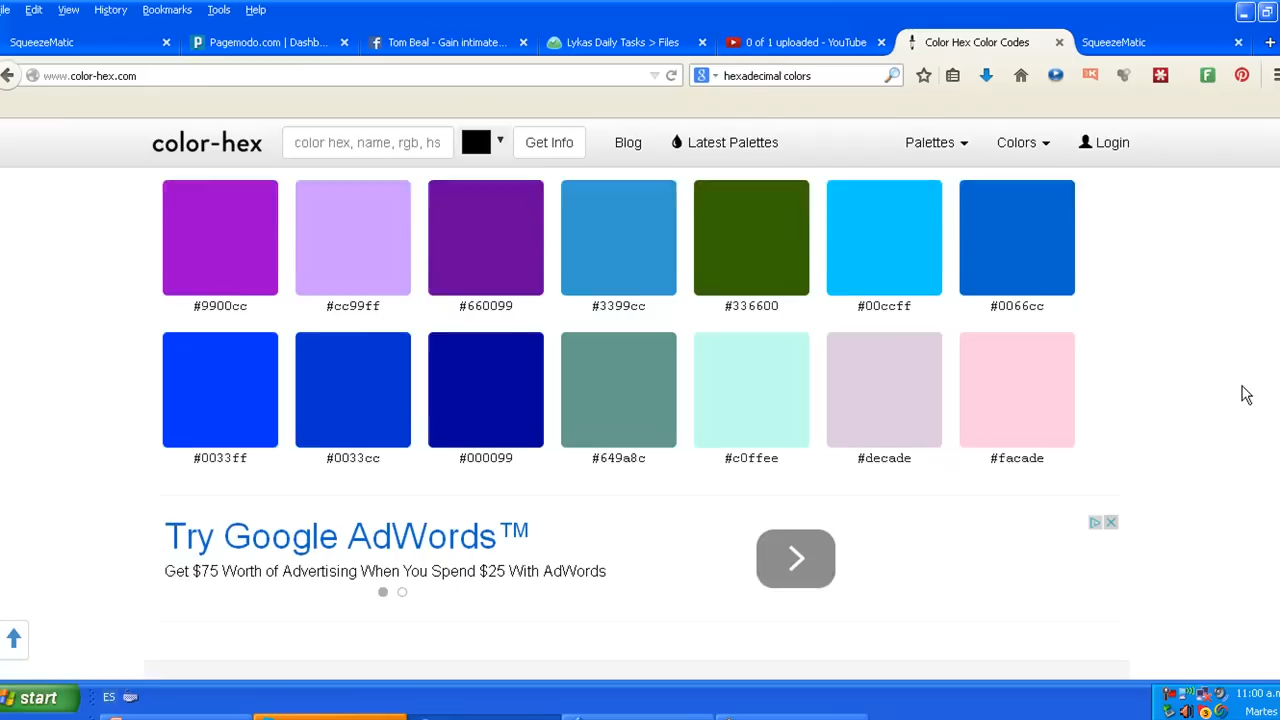 ile Edit View History Bookmarks Tools Help
SqueezeMatic Pagemodo.com | Dashb... Tom Beal - Gain intimate... Lykas Daily Tasks > Files 0 of 1 uploaded - YouTube Color Hex Color Codes SqueezeMatic
www.color-hex.com hexadecimal colors
color-hex color hex, name, rgb, hs Get Info Blog Latest Palettes Palettes Colors Login
#9900cc #cc99ff #660099 #3399cc #336600 #00ccff #0066cc
#0033ff #0033cc #000099 #649a8c #c0ffee #decade #facade
Try Google AdWords™
Get $75 Worth of Advertising When You Spend $25 With AdWords
start ES 11:00 a.m
Martes